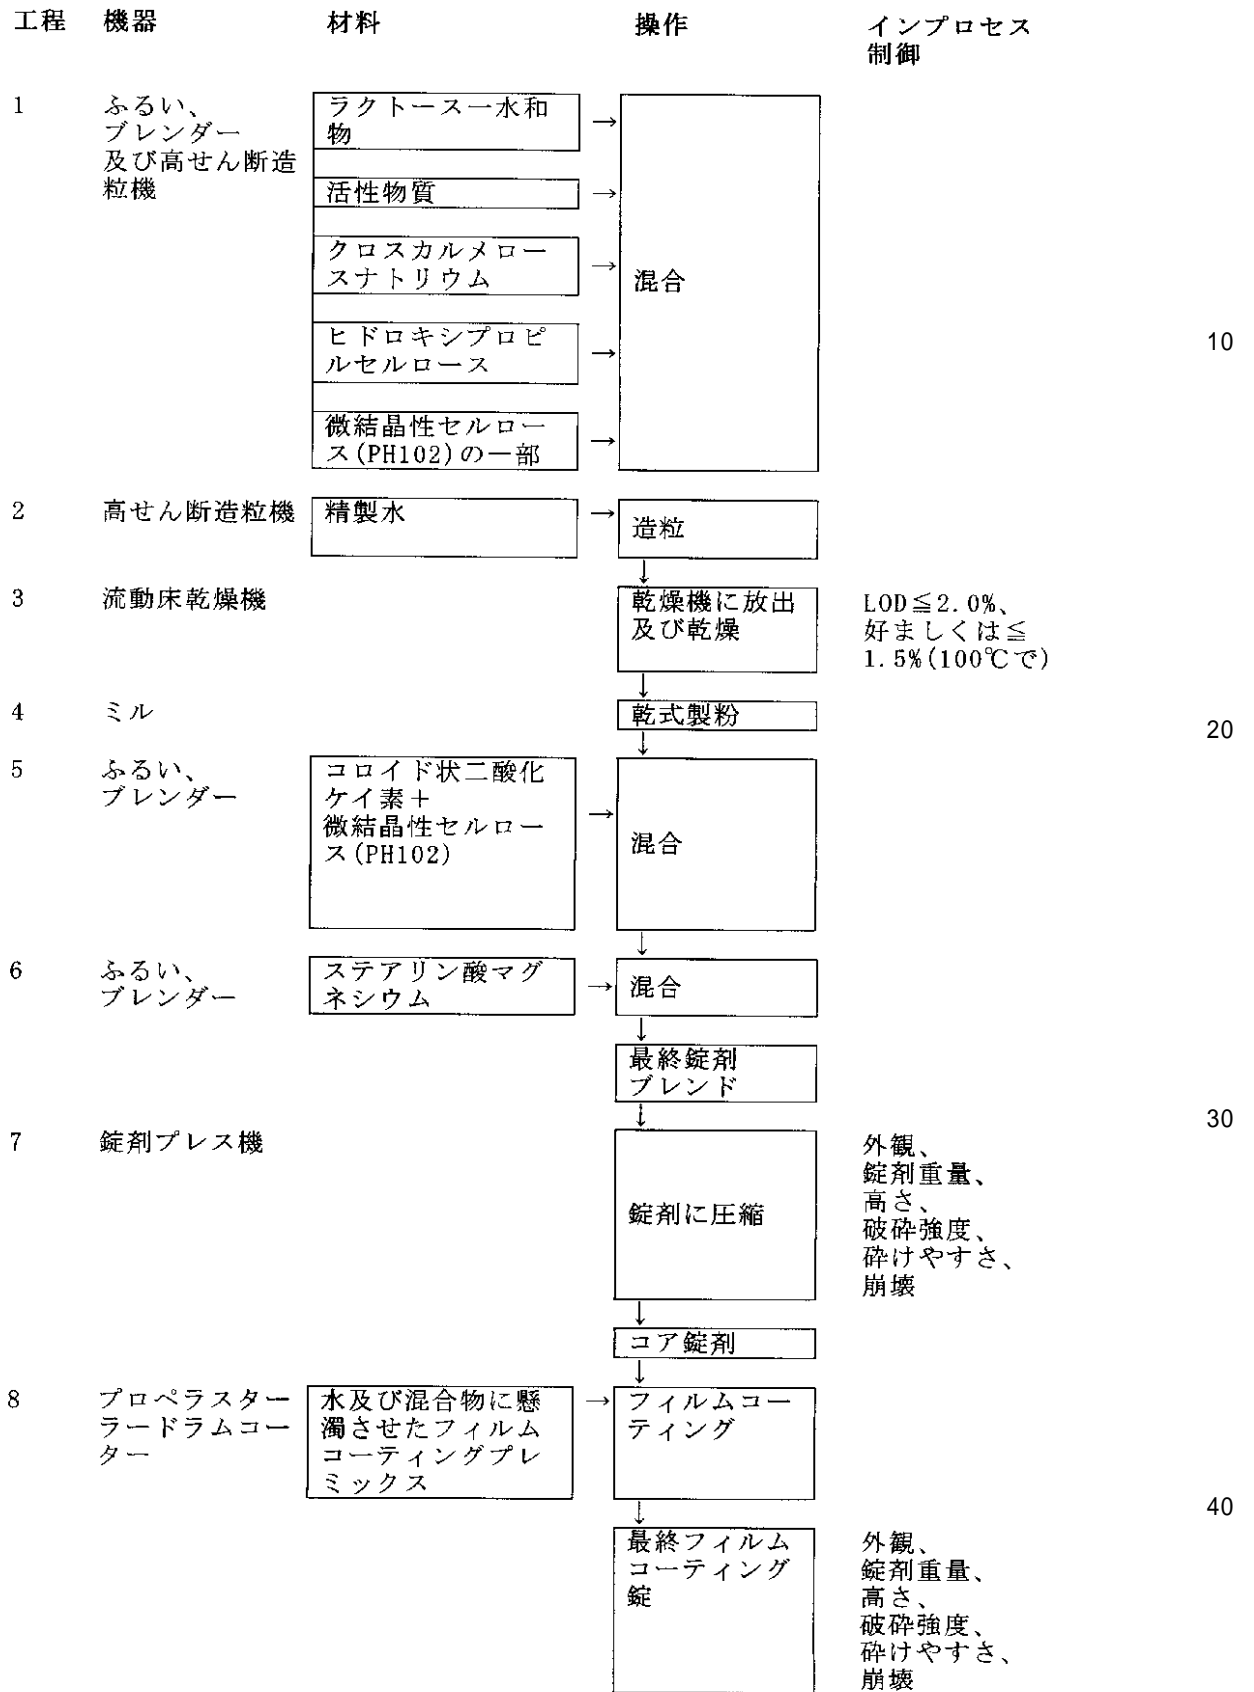 工程 機器 材料 操作 インプロセス
制御
1 ふるい、 ラクトース一水和 →
ブレンダー 物
及び高せん断造
粒機 活性物質 →
クロスカルメロー
スナトリウム → 混合
ヒドロキシプロピ
ルセルロース → 10
微結晶性セルロー
ス(PH102)の一部 →
2 高せん断造粒機 精製水 → 造粒
↓
3 流動床乾燥機 乾燥機に放出 LOD≦2.0%、
及び乾燥 好ましくは≦
1.5%(100℃で)
↓
4 ミル 乾式製粉 20
↓
5 ふるい、 コロイド状二酸化
ブレンダー ケイ素+
微結晶性セルロー →
ス(PH102) 混合
↓
6 ふるい、 ステアリン酸マグ
ブレンダー ネシウム → 混合
↓
最終錠剤
ブレンド
↓ 30
7 錠剤プレス機 外観、
錠剤重量、
高さ、
錠剤に圧縮 破砕強度、
砕けやすさ、
崩壊
↓
コア錠剤
↓
8 プロペラスター 水及び混合物に懸 → フィルムコー
ラードラムコー 濁させたフィルム ティング
ター コーティングプレ
ミックス
↓ 40
最終フィルム 外観、
コーティング 錠剤重量、
錠 高さ、
破砕強度、
砕けやすさ、
崩壊